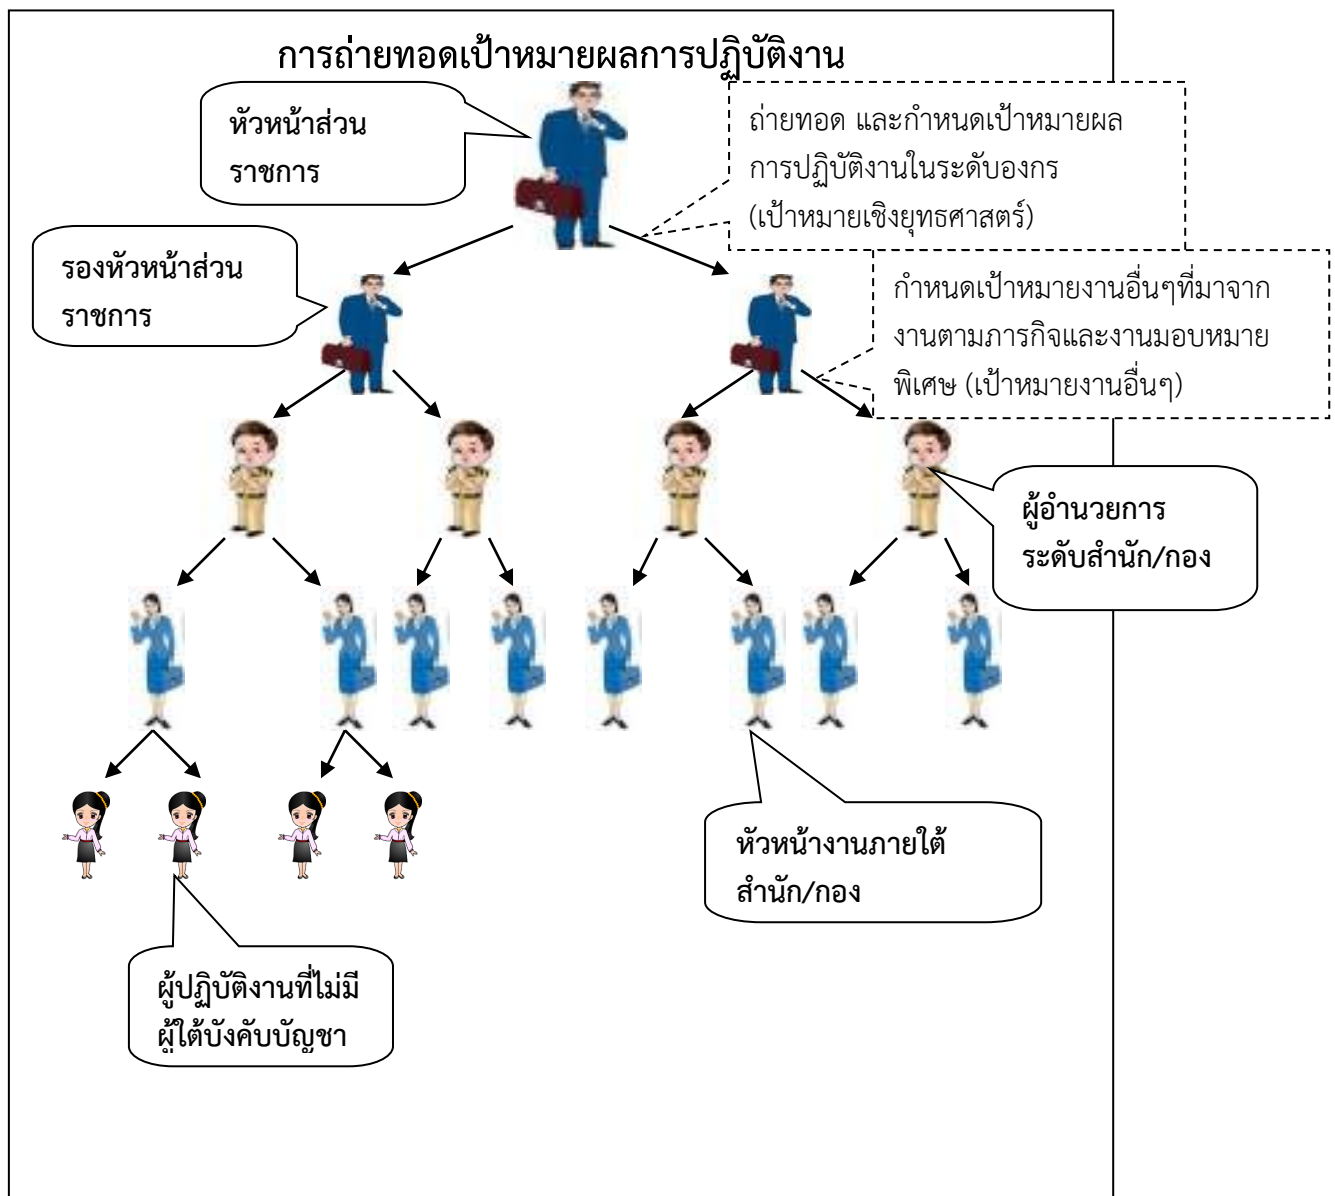 การถ่ายทอดเป้าหมายผลการปฏิบัติงาน
หัวหน้าส่วน
ราชการ
ถ่ายทอด และกำหนดเป้าหมายผล
การปฏิบัติงานในระดับองกร
(เป้าหมายเชิงยุทธศาสตร์)
รองหัวหน้าส่วน
ราชการ
กำหนดเป้าหมายงานอื่นๆที่มาจาก
งานตามภารกิจและงานมอบหมาย
พิเศษ (เป้าหมายงานอื่นๆ)
ผู้อำนวยการ
ระดับสำนัก/กอง
หัวหน้างานภายใต้
สำนัก/กอง
ผู้ปฏิบัติงานที่ไม่มี
ผู้ใต้บังคับบัญชา